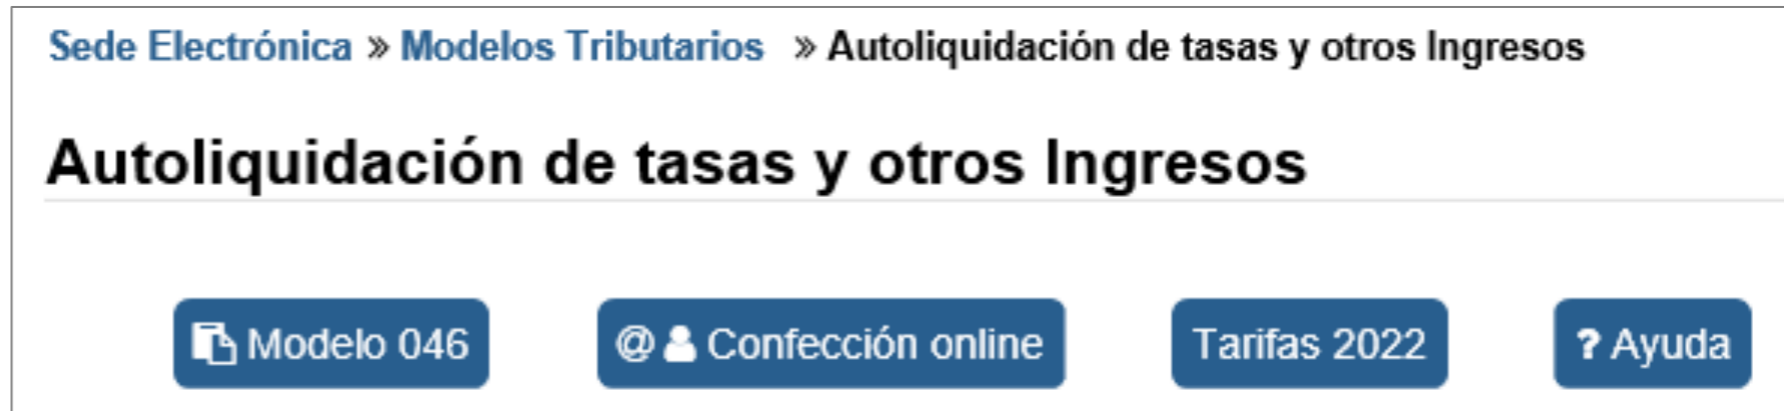 Sede Electrónica » Modelos Tributarios » Autoliquidación de tasas y otros Ingresos
Autoliquidación de tasas y otros Ingresos
Modelo 046 @ Confección online Tarifas 2022 ? Ayuda